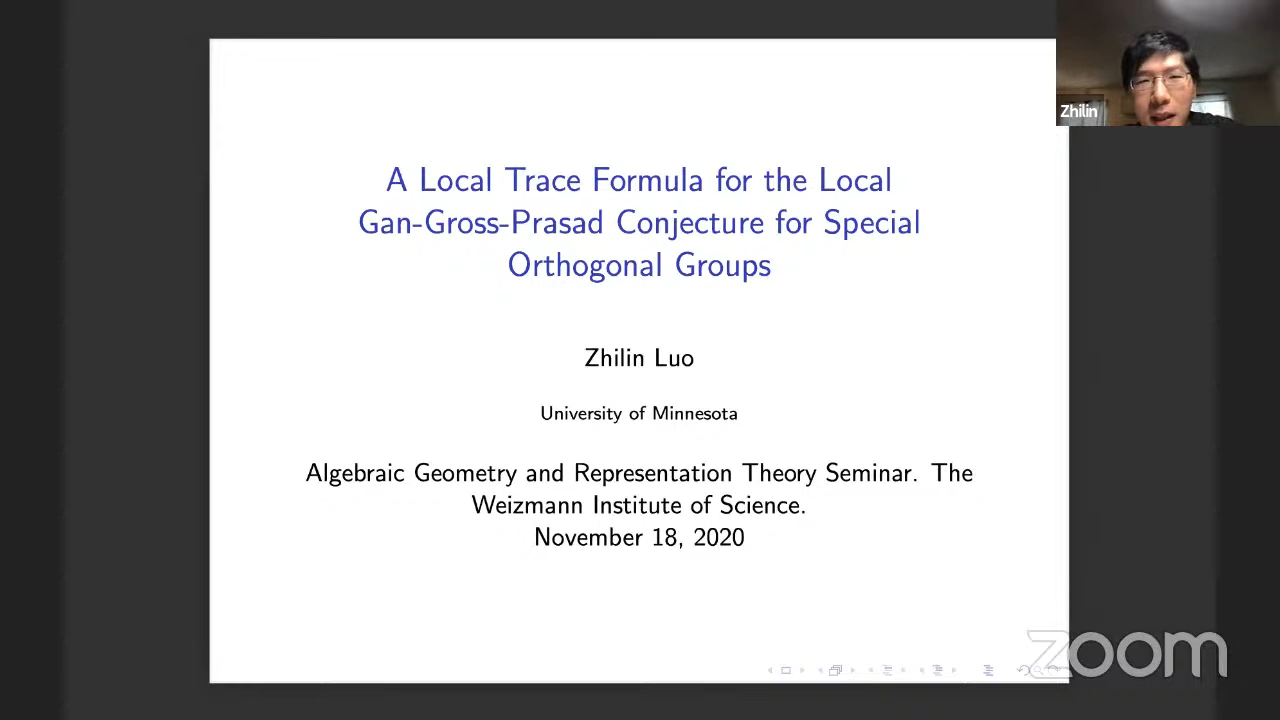 Zhilin
A Local Trace Formula for the Local
Gan-Gross-Prasad Conjecture for Special
Orthogonal Groups
Zhilin Luo
University of Minnesota
Algebraic Geometry and Representation Theory Seminar. The
Weizmann Institute of Science.
November 18, 2020
zoom